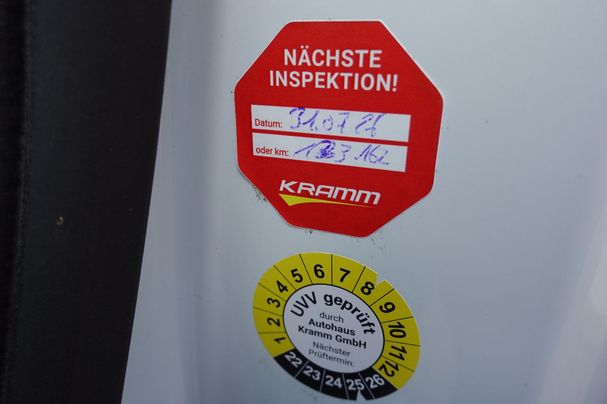 NÄCHSTE
INSPEKTION!
Datum: 31.07.26
oder km:
KRAMM
1 2 3 4 5 6 7 8 9 10 11 12
UVV geprüft
durch
Autohaus
Kramm GmbH
Nächster
Prüftermin:
22 23 24 25 26